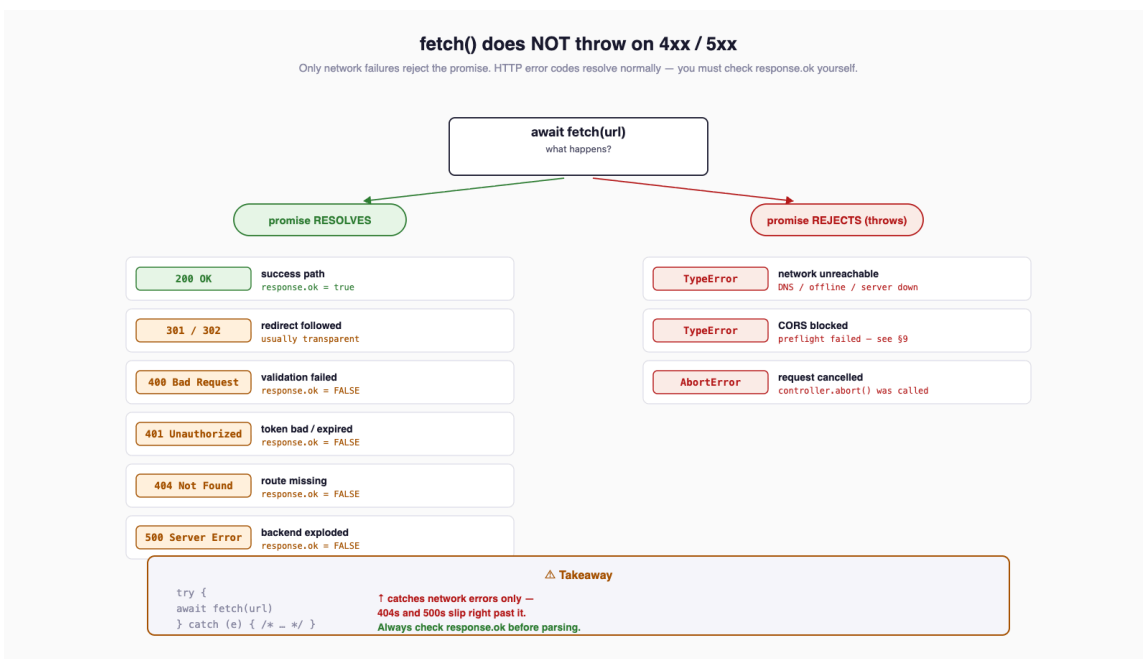 fetch() does NOT throw on 4xx / 5xx
Only network failures reject the promise. HTTP error codes resolve normally — you must check response.ok yourself.
await fetch(url)
what happens?
promise RESOLVES
promise REJECTS (throws)
200 OK
success path
response.ok = true
301 / 302
redirect followed
usually transparent
400 Bad Request
validation failed
response.ok = FALSE
401 Unauthorized
token bad / expired
response.ok = FALSE
404 Not Found
route missing
response.ok = FALSE
500 Server Error
backend exploded
response.ok = FALSE
TypeError
network unreachable
DNS / offline / server down
TypeError
CORS blocked
preflight failed — see §9
AbortError
request cancelled
controller.abort() was called
⚠ Takeaway
try {
await fetch(url)
} catch (e) { /* … */ }
↑ catches network errors only —
404s and 500s slip right past it.
Always check response.ok before parsing.